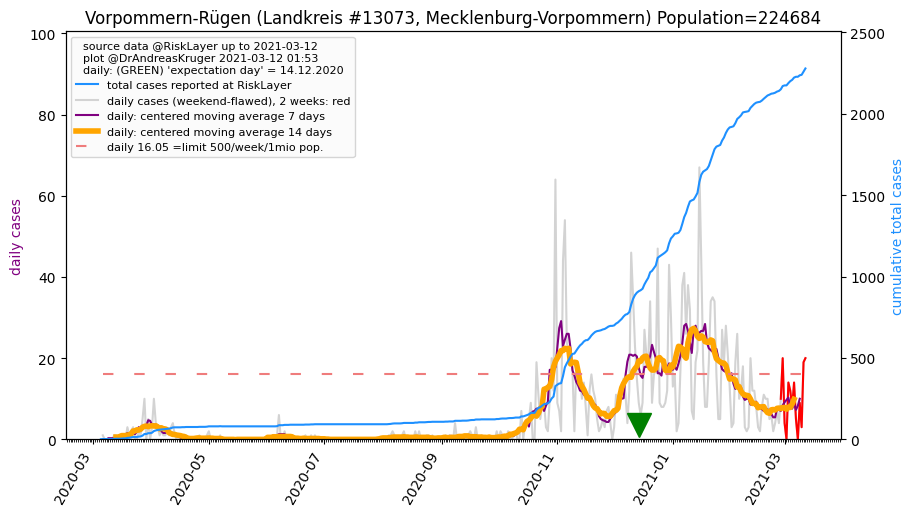 Vorpommern-Rügen (Landkreis #13073, Mecklenburg-Vorpommern) Population=224684
source data @RiskLayer up to 2021-03-12
plot @DrAndreasKruger 2021-03-12 01:53
daily: (GREEN) 'expectation day' = 14.12.2020
total cases reported at RiskLayer
daily cases (weekend-flawed), 2 weeks: red
daily: centered moving average 7 days
daily: centered moving average 14 days
daily 16.05 =limit 500/week/1mio pop.
daily cases
100
80
60
40
20
0
cumulative total cases
2500
2000
1500
1000
500
0
2020-03
2020-05
2020-07
2020-09
2020-11
2021-01
2021-03